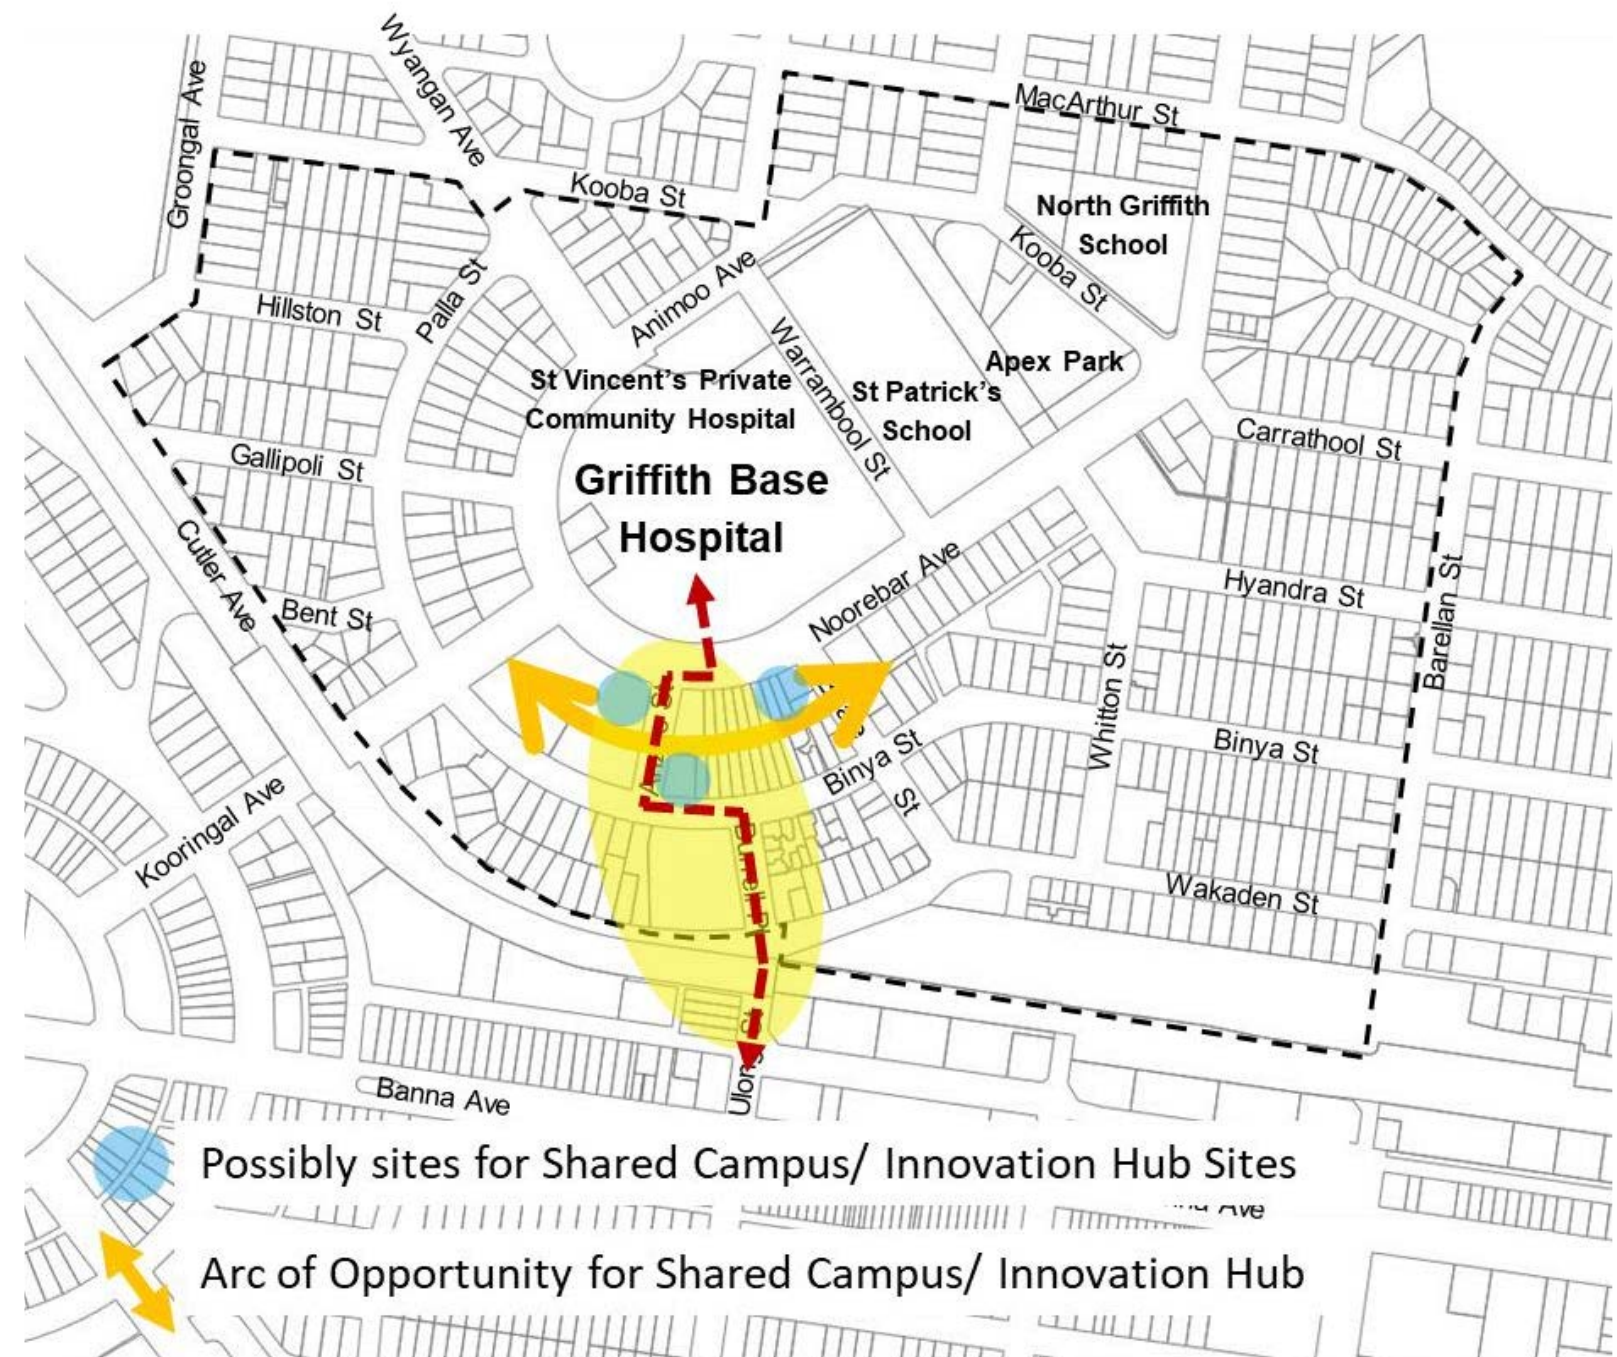 Wyangan Ave
Groongal Ave
MacArthur St
Kooba St
North Griffith
School
Kooba St
Animoo Ave
Palla St
Hillston St
Warrambool St
Apex Park
St Vincent's Private
Community Hospital
St Patrick's
School
Carrathool St
Gallipoli St
Griffith Base
Hospital
Cutler Ave
Noorebar Ave
Hyandra St
Barellan St
Bent St
Whitton St
Binya St
Binya St
St
Kooringal Ave
Wakaden St
Banna Ave
Possibly sites for Shared Campus/ Innovation Hub Sites
Ave
Arc of Opportunity for Shared Campus/ Innovation Hub